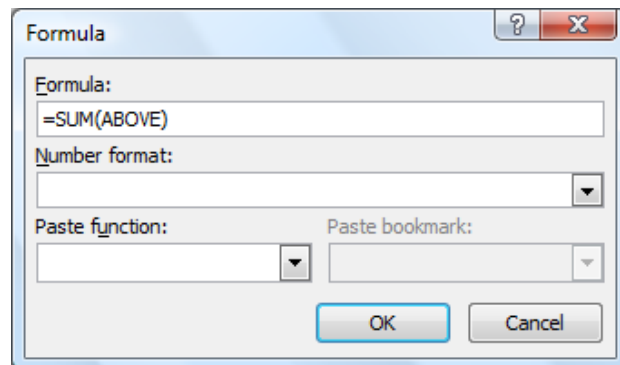 Formula
Formula:
=SUM(ABOVE)
Number format:
Paste function:
Paste bookmark:
OK
Cancel